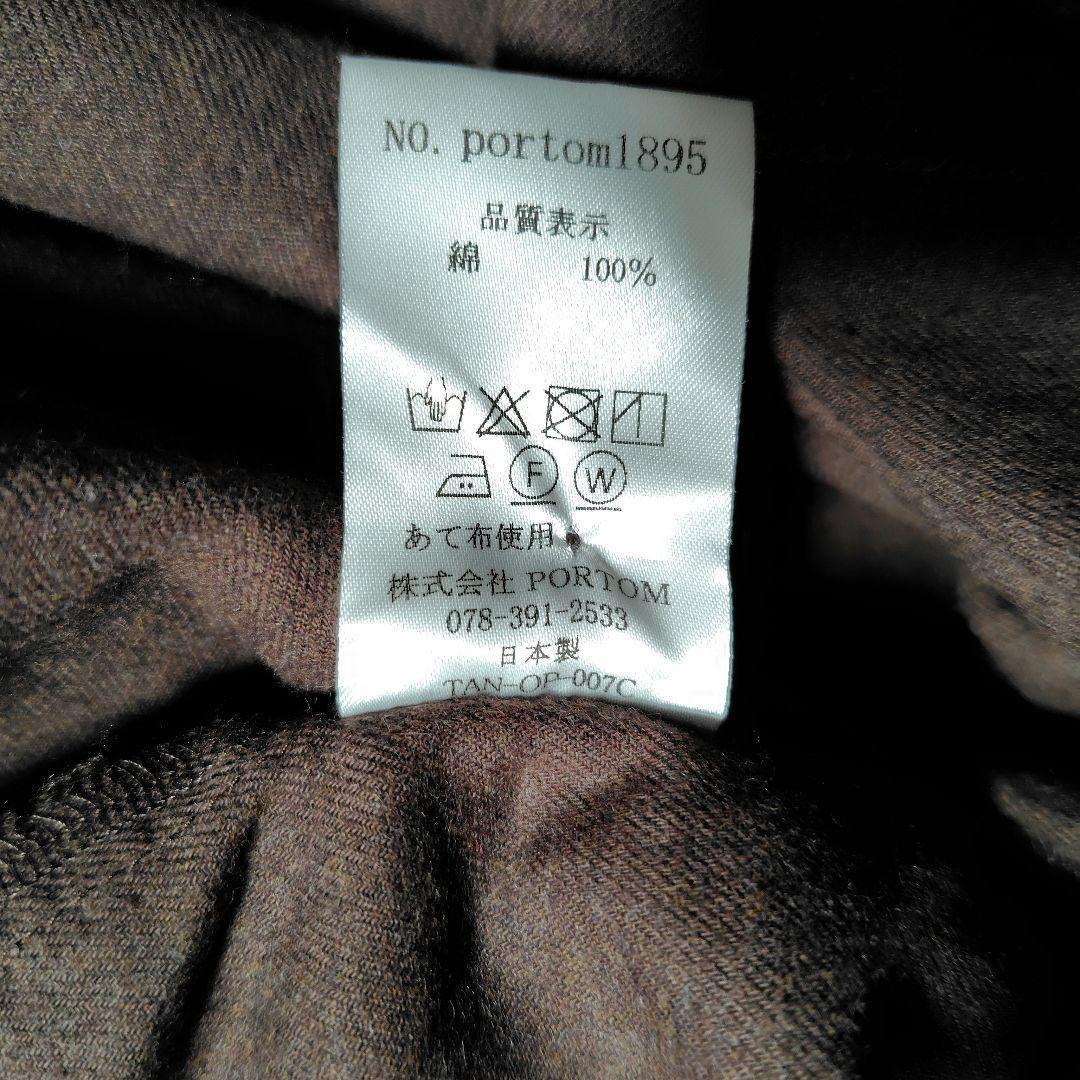 NO. portom1895
品質表示
綿 100%
F W
あて布使用
株式会社 PORTOM
078-391-2533
日本製
TAN-OP-007C